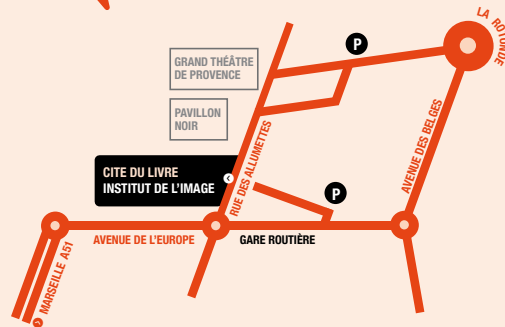 LA ROTONDE
P
GRAND THÉÂTRE
DE PROVENCE
PAVILLON
NOIR
RUE DES ALLUMETTES
AVENUE DES BELGES
CITE DU LIVRE
INSTITUT DE L'IMAGE
P
AVENUE DE L'EUROPE
GARE ROUTIÈRE
MARSEILLE A51